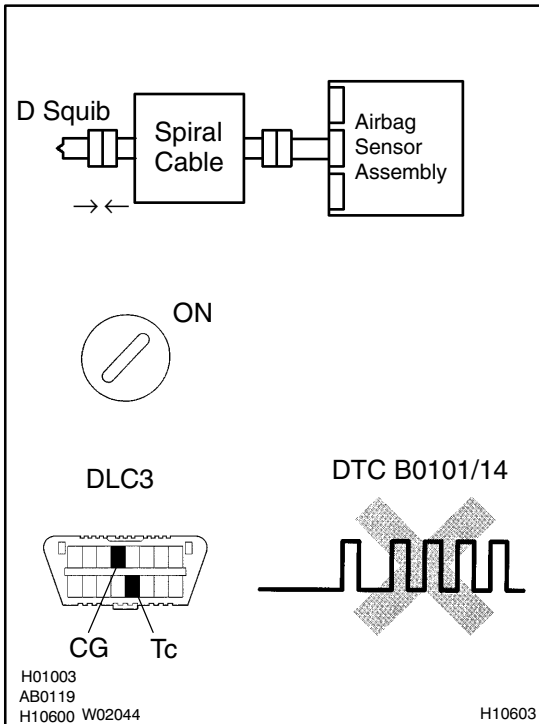 D Squib
Spiral
Cable
Airbag
Sensor
Assembly
ON
DLC3
DTC B0101/14
CG
Tc
H01003
AB0119
H10600 W02044
H10603